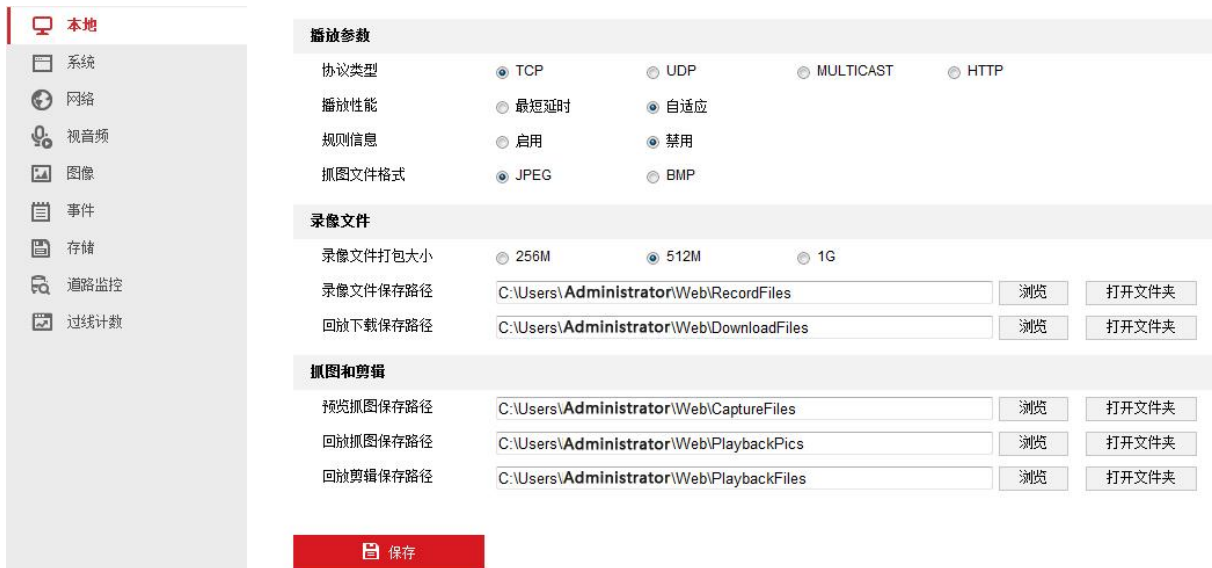 本地
系统
网络
视音频
图像
事件
存储
道路监控
过线计数
播放参数
协议类型 TCP UDP MULTICAST HTTP
播放性能 最短延时 自适应
规则信息 启用 禁用
抓图文件格式 JPEG BMP
录像文件
录像文件打包大小 256M 512M 1G
录像文件保存路径 C:\Users\Administrator\Web\RecordFiles 浏览 打开文件夹
回放下载保存路径 C:\Users\Administrator\Web\DownloadFiles 浏览 打开文件夹
抓图和剪辑
预览抓图保存路径 C:\Users\Administrator\Web\CaptureFiles 浏览 打开文件夹
回放抓图保存路径 C:\Users\Administrator\Web\PlaybackPics 浏览 打开文件夹
回放剪辑保存路径 C:\Users\Administrator\Web\PlaybackFiles 浏览 打开文件夹
保存